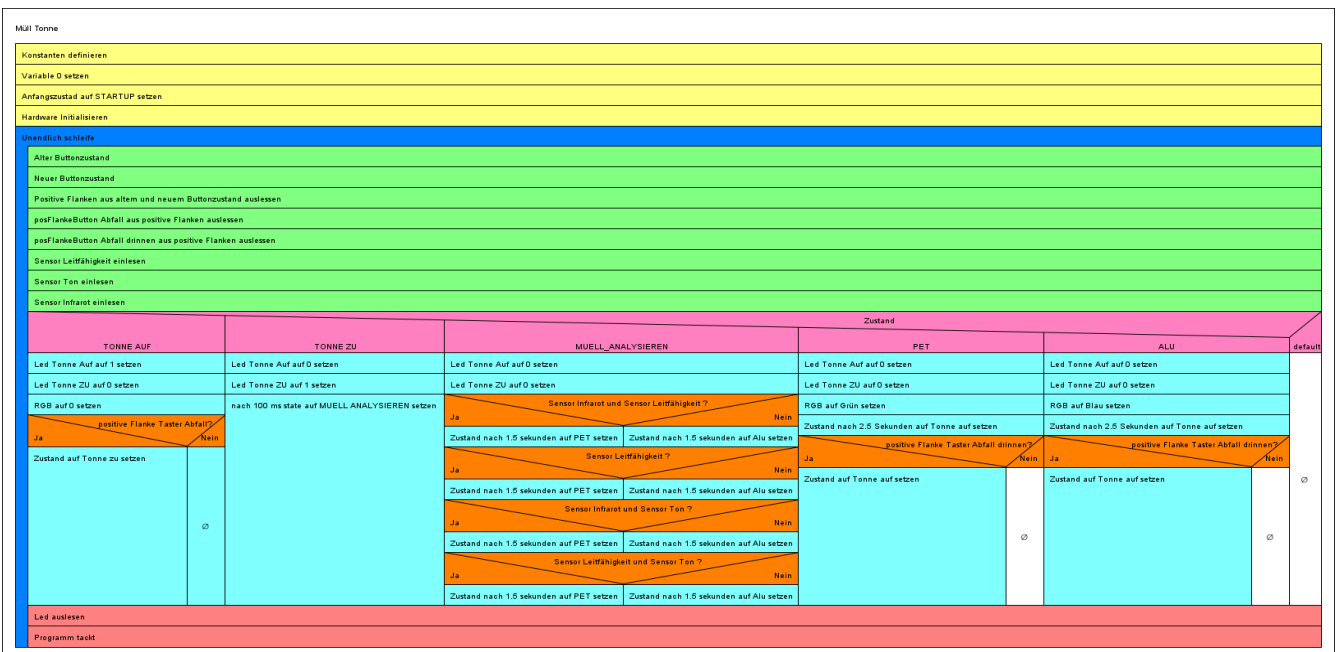 Müll Tonne
Konstanten definieren
Variable 0 setzen
Anfangszustad auf STARTUP setzen
Hardware Initialisieren
Unendlich schleife
Alter Buttonzustand
Neuer Buttonzustand
Positive Flanken aus altem und neuem Buttonzustand auslessen
posFlankeButton Abfall aus positive Flanken auslessen
posFlankeButton Abfall drinnen aus positive Flanken auslessen
Sensor Leitfähigkeit einlesen
Sensor Ton einlesen
Sensor Infrarot einlesen
Zustand
TONNE AUF
Led Tonne Auf auf 1 setzen
Led Tonne ZU auf 0 setzen
RGB auf 0 setzen
positive Flanke Taster Abfall?
Ja
Nein
Zustand auf Tonne zu setzen
Ø
TONNE ZU
Led Tonne Auf auf 0 setzen
Led Tonne ZU auf 1 setzen
nach 100 ms state auf MUELL ANALYSIEREN setzen
MUELL_ANALYSIEREN
Led Tonne Auf auf 0 setzen
Led Tonne ZU auf 0 setzen
Sensor Infrarot und Sensor Leitfähigkeit ?
Ja
Nein
Zustand nach 1.5 sekunden auf PET setzen
Zustand nach 1.5 sekunden auf Alu setzen
Sensor Leitfähigkeit ?
Ja
Nein
Zustand nach 1.5 sekunden auf PET setzen
Zustand nach 1.5 sekunden auf Alu setzen
Sensor Infrarot und Sensor Ton ?
Ja
Nein
Zustand nach 1.5 sekunden auf PET setzen
Zustand nach 1.5 sekunden auf Alu setzen
Sensor Leitfähigkeit und Sensor Ton ?
Ja
Nein
Zustand nach 1.5 sekunden auf PET setzen
Zustand nach 1.5 sekunden auf Alu setzen
PET
Led Tonne Auf auf 0 setzen
Led Tonne ZU auf 0 setzen
RGB auf Grün setzen
Zustand nach 2.5 Sekunden auf Tonne auf setzen
positive Flanke Taster Abfall drinnen?
Ja
Nein
Zustand auf Tonne auf setzen
Ø
ALU
Led Tonne Auf auf 0 setzen
Led Tonne ZU auf 0 setzen
RGB auf Blau setzen
Zustand nach 2.5 Sekunden auf Tonne auf setzen
positive Flanke Taster Abfall drinnen?
Ja
Nein
Zustand auf Tonne auf setzen
Ø
default
Ø
Led auslesen
Programm tackt